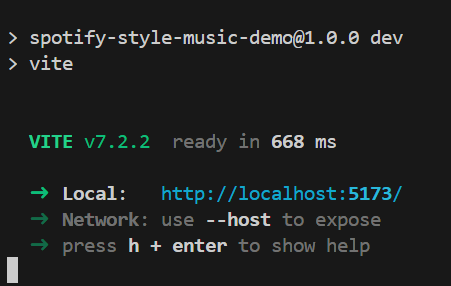 > spotify-style-music-demo@1.0.0 dev
> vite
VITE v7.2.2 ready in 668 ms
➜ Local: http://localhost:5173/
➜ Network: use --host to expose
➜ press h + enter to show help